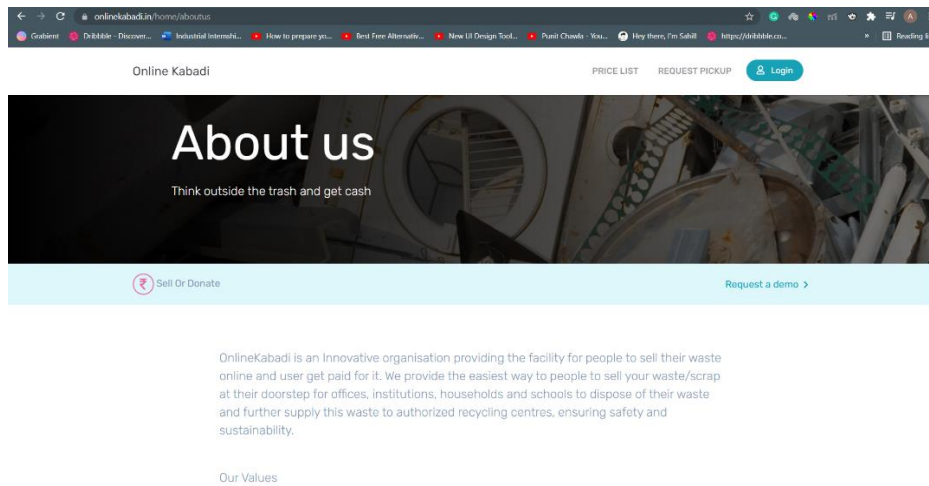 onlinekabadi.in/home/aboutus
Grabient Dribbble - Discover... Industrial Internshi... How to prepare yo... Best Free Alternativ... New UI Design Tool... Punit Chawla - You... Hey there, I'm Sahill https://dribbble.co... » Reading li
Online Kabadi PRICE LIST REQUEST PICKUP Login
About us
Think outside the trash and get cash
₹ Sell Or Donate Request a demo >
OnlineKabadi is an Innovative organisation providing the facility for people to sell their waste
online and user get paid for it. We provide the easiest way to people to sell your waste/scrap
at their doorstep for offices, institutions, households and schools to dispose of their waste
and further supply this waste to authorized recycling centres, ensuring safety and
sustainability.
Our Values